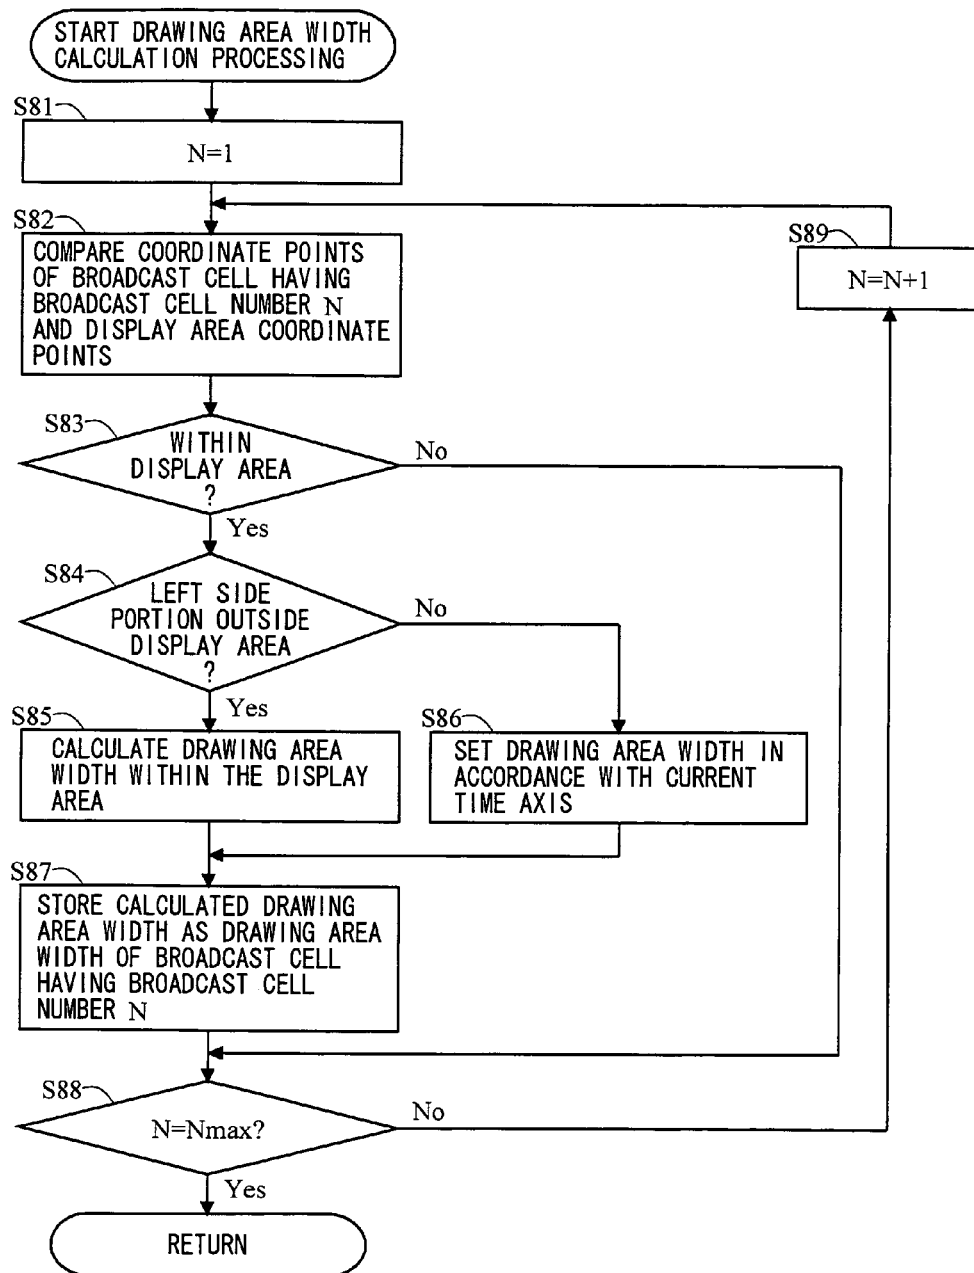 START DRAWING AREA WIDTH
CALCULATION PROCESSING
S81
N=1
S82
COMPARE COORDINATE POINTS
OF BROADCAST CELL HAVING
BROADCAST CELL NUMBER N
AND DISPLAY AREA COORDINATE
POINTS
S89
N=N+1
S83
WITHIN
DISPLAY AREA
?
No
Yes
S84
LEFT SIDE
PORTION OUTSIDE
DISPLAY AREA
?
No
Yes
S85
CALCULATE DRAWING AREA
WIDTH WITHIN THE DISPLAY
AREA
S86
SET DRAWING AREA WIDTH IN
ACCORDANCE WITH CURRENT
TIME AXIS
S87
STORE CALCULATED DRAWING
AREA WIDTH AS DRAWING AREA
WIDTH OF BROADCAST CELL
HAVING BROADCAST CELL
NUMBER N
S88
N=Nmax?
No
Yes
RETURN